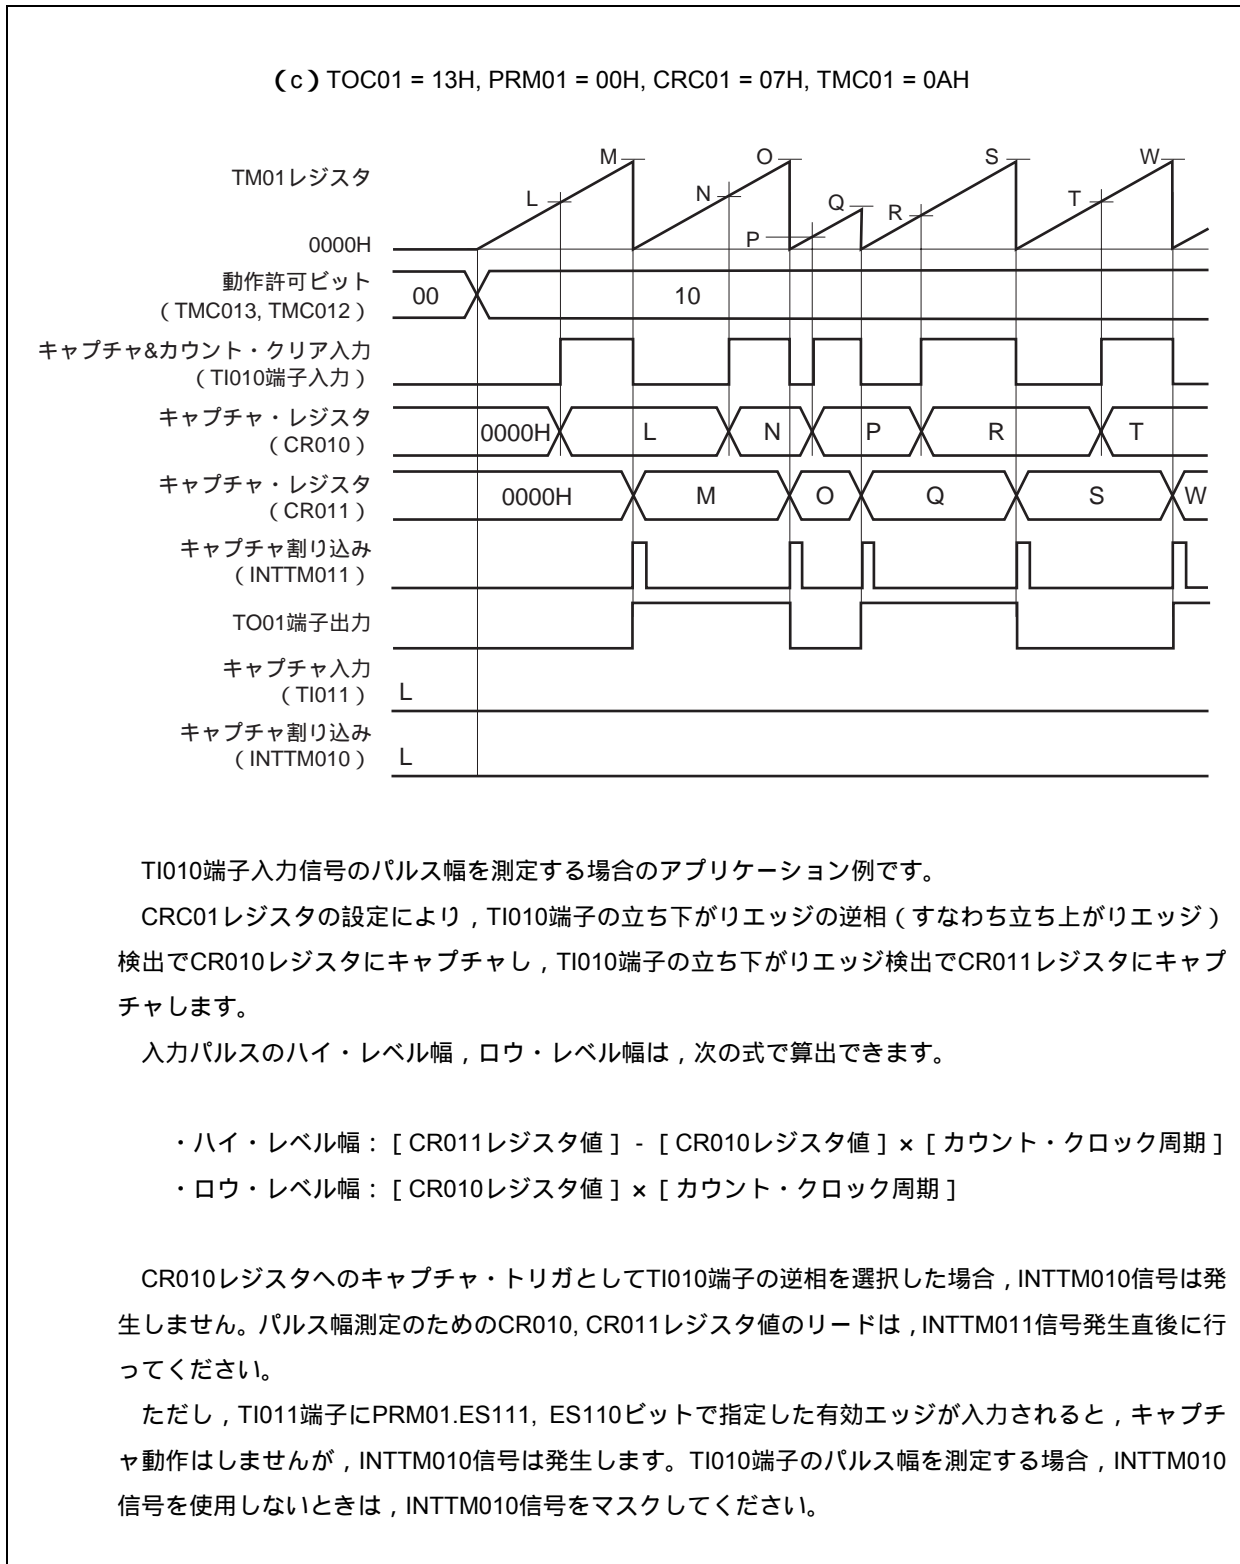 (c) TOC01 = 13H, PRM01 = 00H, CRC01 = 07H, TMC01 = 0AH
TM01レジスタ
L
M
N
O
P
Q
R
S
T
W
0000H
動作許可ビット
(TMC013, TMC012)
00
10
キャプチャ&カウント・クリア入力
(TI010端子入力)
キャプチャ・レジスタ
(CR010)
0000H
L
N
P
R
T
キャプチャ・レジスタ
(CR011)
0000H
M
O
Q
S
W
キャプチャ割り込み
(INTTM011)
TO01端子出力
キャプチャ入力
(TI011)
L
キャプチャ割り込み
(INTTM010)
L
TI010端子入力信号のパルス幅を測定する場合のアプリケーション例です。
CRC01レジスタの設定により,TI010端子の立ち下がりエッジの逆相(すなわち立ち上がりエッジ)
検出でCR010レジスタにキャプチャし,TI010端子の立ち下がりエッジ検出でCR011レジスタにキャプ
チャします。
入力パルスのハイ・レベル幅,ロウ・レベル幅は,次の式で算出できます。
・ハイ・レベル幅:[CR011レジスタ値] - [CR010レジスタ値]×[カウント・クロック周期]
・ロウ・レベル幅:[CR010レジスタ値]×[カウント・クロック周期]
CR010レジスタへのキャプチャ・トリガとしてTI010端子の逆相を選択した場合,INTTM010信号は発
生しません。パルス幅測定のためのCR010, CR011レジスタ値のリードは,INTTM011信号発生直後に行
ってください。
ただし,TI011端子にPRM01.ES111, ES110ビットで指定した有効エッジが入力されると,キャプチ
ャ動作はしませんが,INTTM010信号は発生します。TI010端子のパルス幅を測定する場合,INTTM010
信号を使用しないときは,INTTM010信号をマスクしてください。